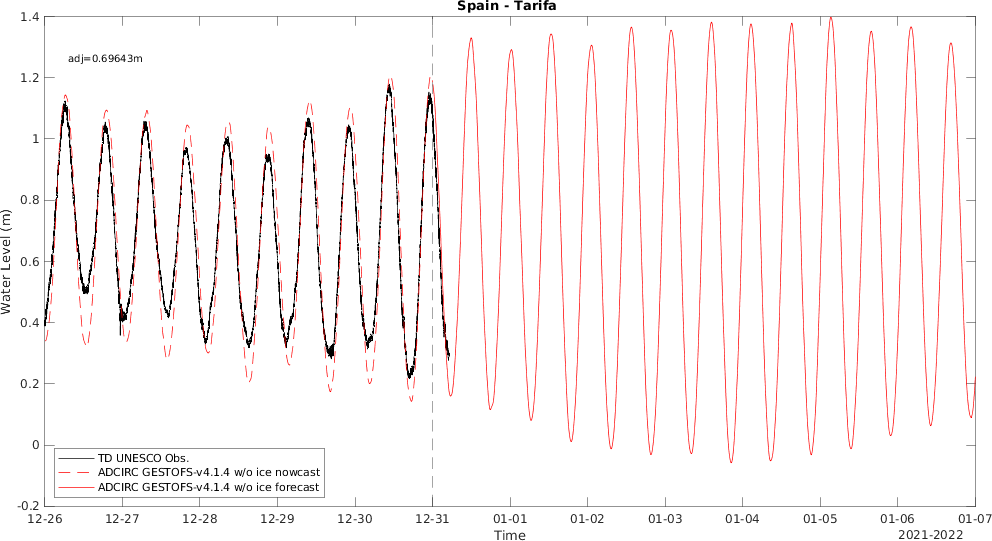 Spain - Tarifa
adj=0.69643m
1.4
1.2
1
0.8
0.6
0.4
0.2
0
-0.2
Water Level (m)
TD UNESCO Obs.
ADCIRC GESTOFS-v4.1.4 w/o ice nowcast
ADCIRC GESTOFS-v4.1.4 w/o ice forecast
12-26 12-27 12-28 12-29 12-30 12-31 01-01 01-02 01-03 01-04 01-05 01-06 01-07
Time
2021-2022